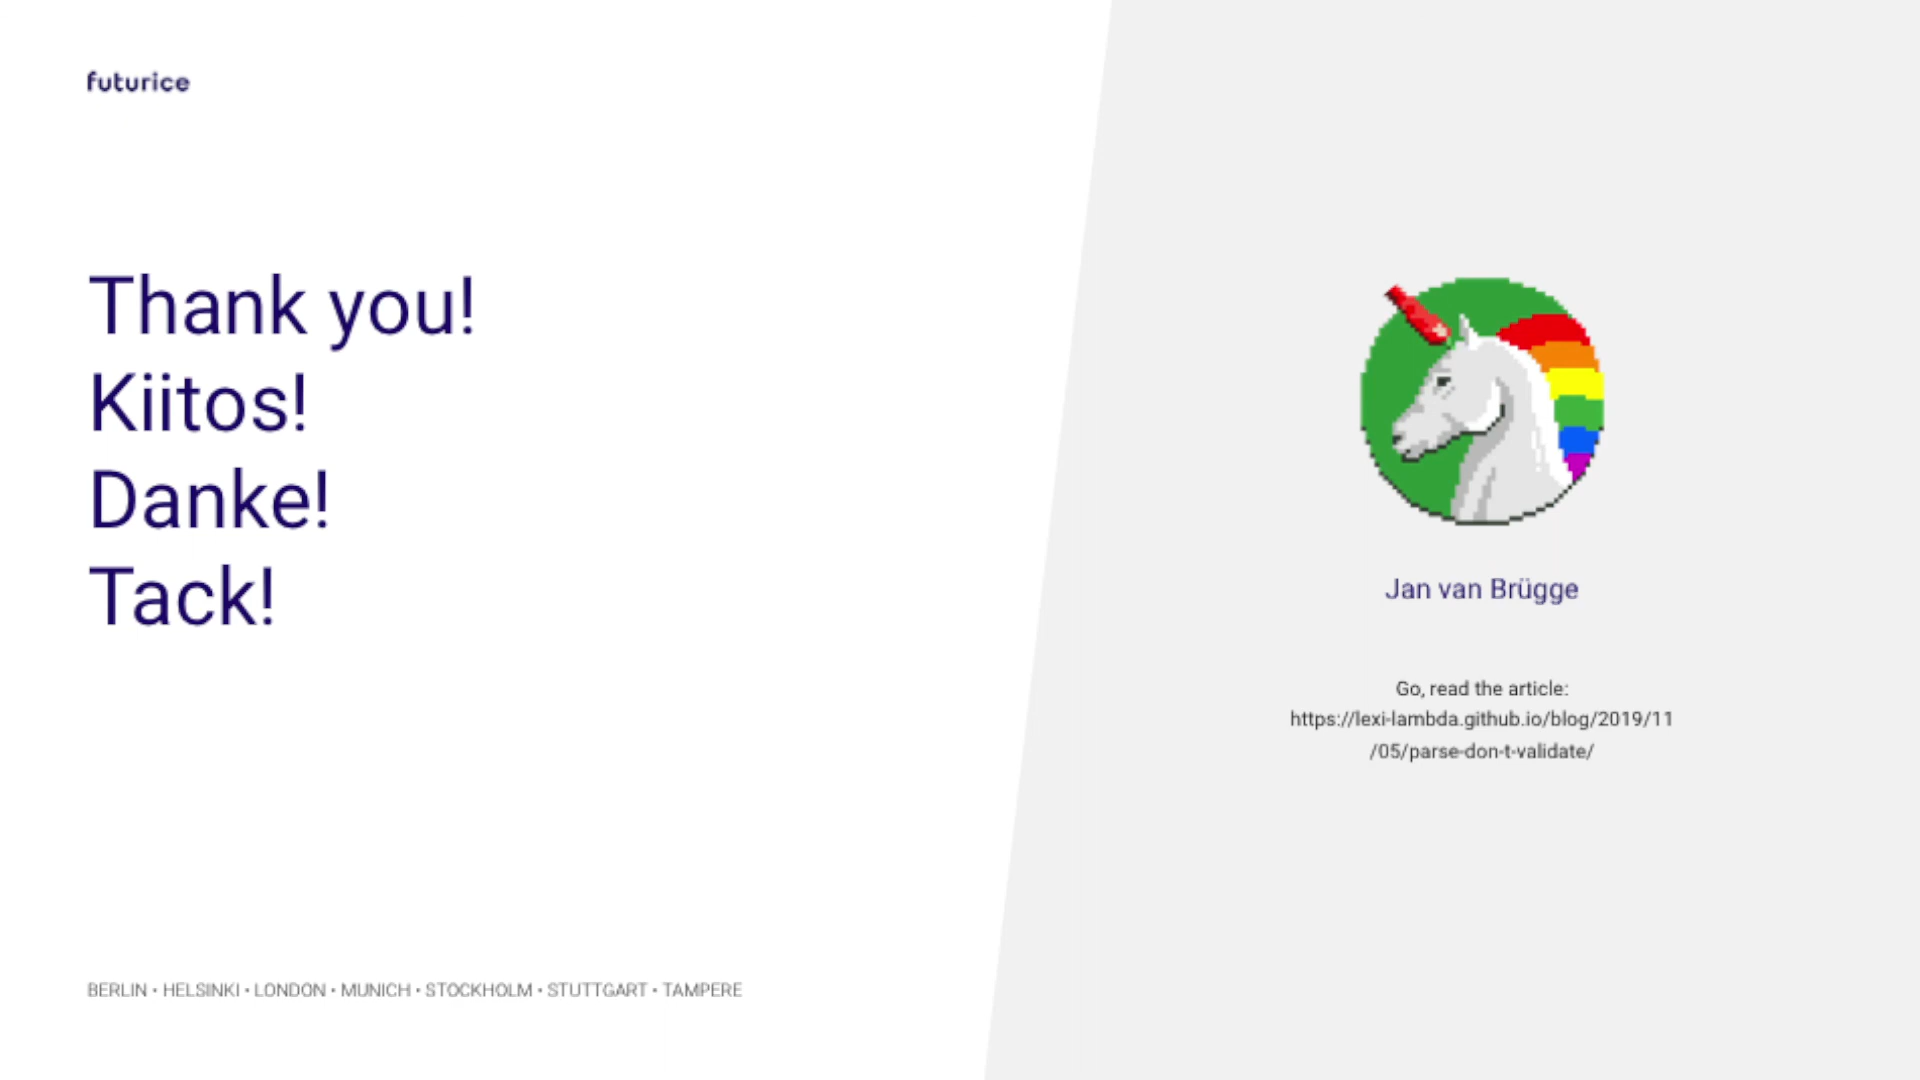 futurice
Thank you!
Kiitos!
Danke!
Tack!
Jan van Brügge
Go, read the article:
https://lexi-lambda.github.io/blog/2019/11
/05/parse-don-t-validate/
BERLIN • HELSINKI • LONDON • MUNICH • STOCKHOLM • STUTTGART • TAMPERE